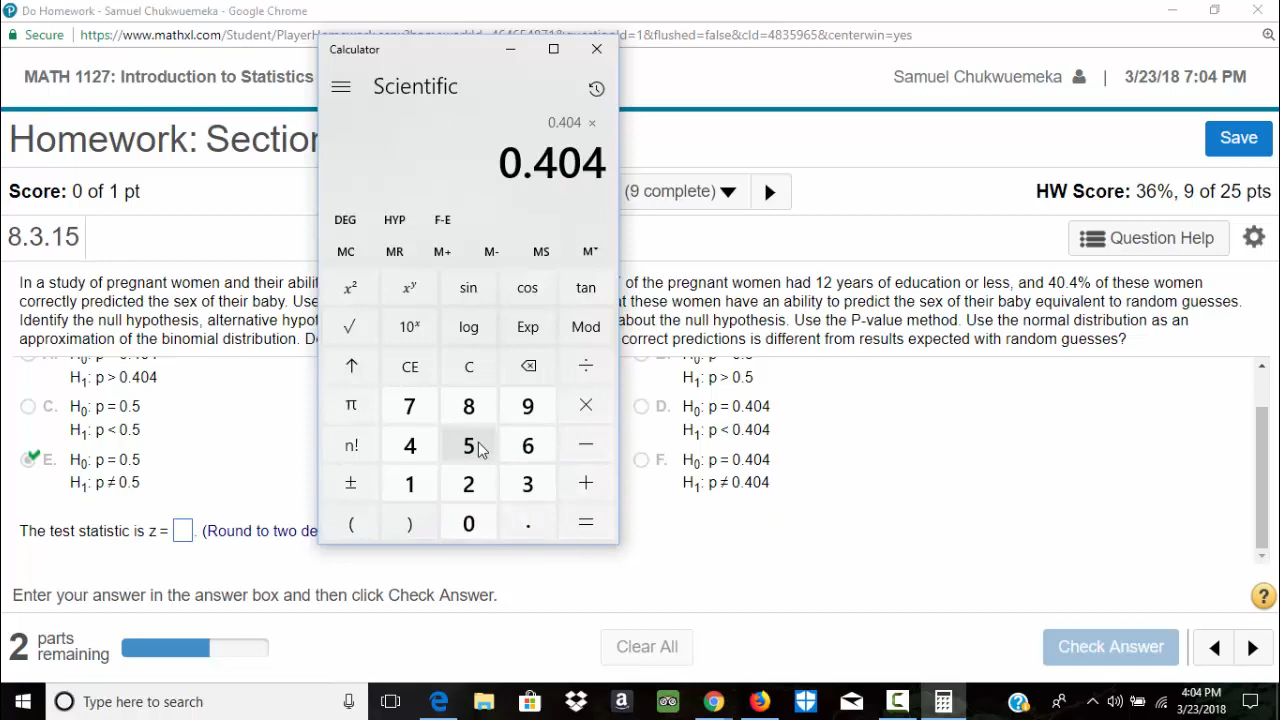 Do Homework - Samuel Chukwuemeka - Google Chrome
Secure https://www.mathxl.com/Student/PlayerHomework.aspx?homeworkId=464654871&questionId=1&flushed=false&cId=4835965&centerwin=yes
MATH 1127: Introduction to Statistics
Samuel Chukwuemeka | 3/23/18 7:04 PM
Homework: Section
Save
Score: 0 of 1 pt
(9 complete)
HW Score: 36%, 9 of 25 pts
8.3.15
Question Help
In a study of pregnant women and their abil
of the pregnant women had 12 years of education or less, and 40.4% of these women
correctly predicted the sex of their baby. Use
at these women have an ability to predict the sex of their baby equivalent to random guesses.
Identify the null hypothesis, alternative hypot
about the null hypothesis. Use the P-value method. Use the normal distribution as an
approximation of the binomial distribution. D
correct predictions is different from results expected with random guesses?
H1: p > 0.404
H1: p > 0.5
C. H0: p = 0.5
H1: p < 0.5
D. H0: p = 0.404
H1: p < 0.404
E. H0: p = 0.5
H1: p ≠ 0.5
F. H0: p = 0.404
H1: p ≠ 0.404
The test statistic is z = . (Round to two de
Enter your answer in the answer box and then click Check Answer.
?
2 parts
remaining
Clear All
Check Answer
Calculator
Scientific
0.404 ×
0.404
DEG HYP F-E
MC MR M+ M- MS M˅
x² xʸ sin cos tan
√ 10ˣ log Exp Mod
↑ CE C ⌫ ÷
π 7 8 9 ×
n! 4 5 6 −
± 1 2 3 +
( ) 0 . =
Type here to search
4:04 PM
3/23/2018